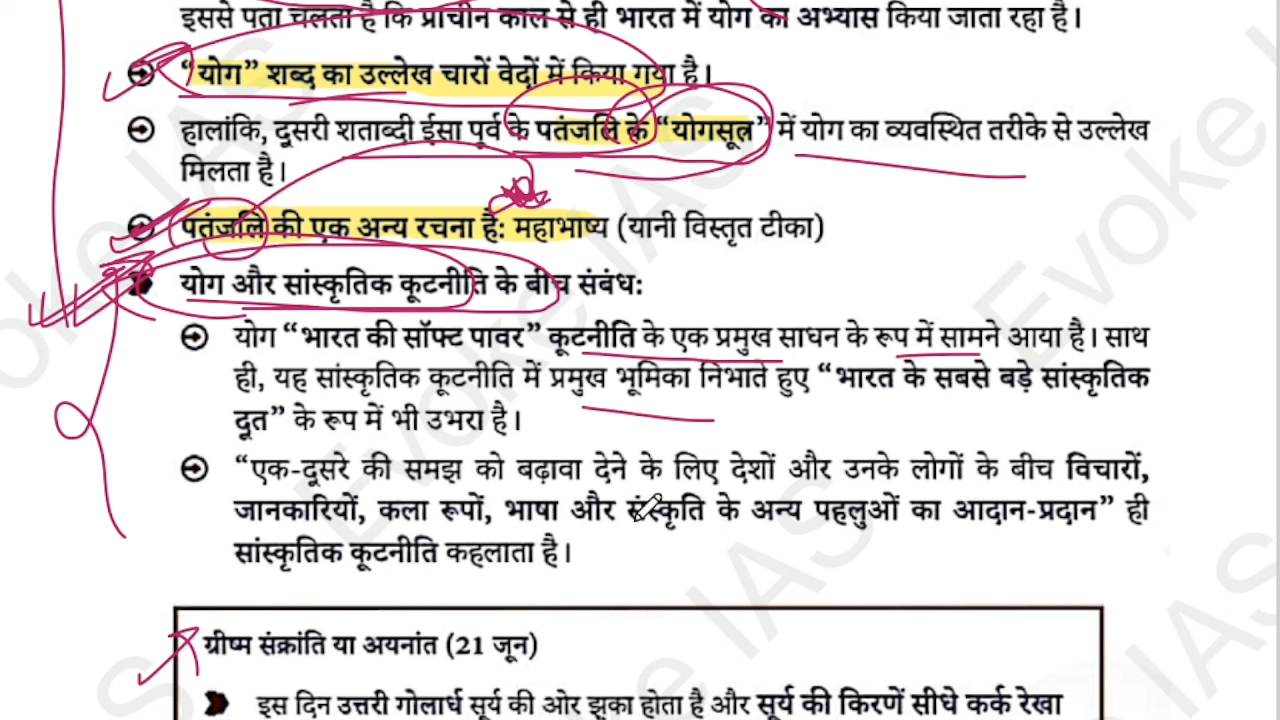 इससे पता चलता है कि प्राचीन काल से ही भारत में योग का अभ्यास किया जाता रहा है।
“योग” शब्द का उल्लेख चारों वेदों में किया गया है।
हालांकि, दूसरी शताब्दी ईसा पूर्व के पतंजलि के “योगसूत्र” में योग का व्यवस्थित तरीके से उल्लेख
मिलता है।
पतंजलि की एक अन्य रचना है: महाभाष्य (यानी विस्तृत टीका)
योग और सांस्कृतिक कूटनीति के बीच संबंध:
योग “भारत की सॉफ्ट पावर” कूटनीति के एक प्रमुख साधन के रूप में सामने आया है। साथ
ही, यह सांस्कृतिक कूटनीति में प्रमुख भूमिका निभाते हुए “भारत के सबसे बड़े सांस्कृतिक
दूत” के रूप में भी उभरा है।
“एक-दूसरे की समझ को बढ़ावा देने के लिए देशों और उनके लोगों के बीच विचारों,
जानकारियों, कला रूपों, भाषा और संस्कृति के अन्य पहलुओं का आदान-प्रदान” ही
सांस्कृतिक कूटनीति कहलाता है।
ग्रीष्म संक्रांति या अयनांत (21 जून)
इस दिन उत्तरी गोलार्ध सूर्य की ओर झुका होता है और सूर्य की किरणें सीधे कर्क रेखा
Evoke IAS